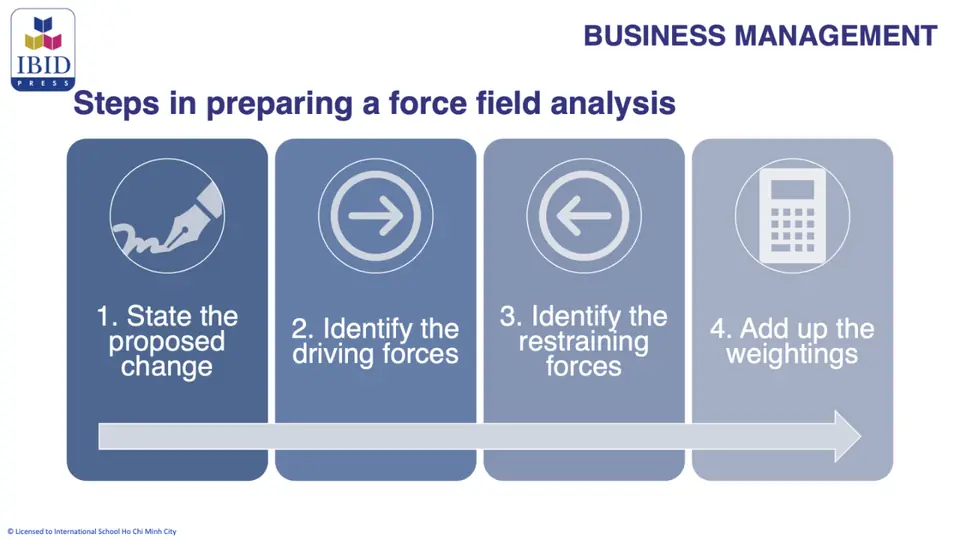 IBID
PRESS
BUSINESS MANAGEMENT
Steps in preparing a force field analysis
1. State the
proposed
change
2. Identify the
driving forces
3. Identify the
restraining
forces
4. Add up the
weightings
© Licensed to International School Ho Chi Minh City